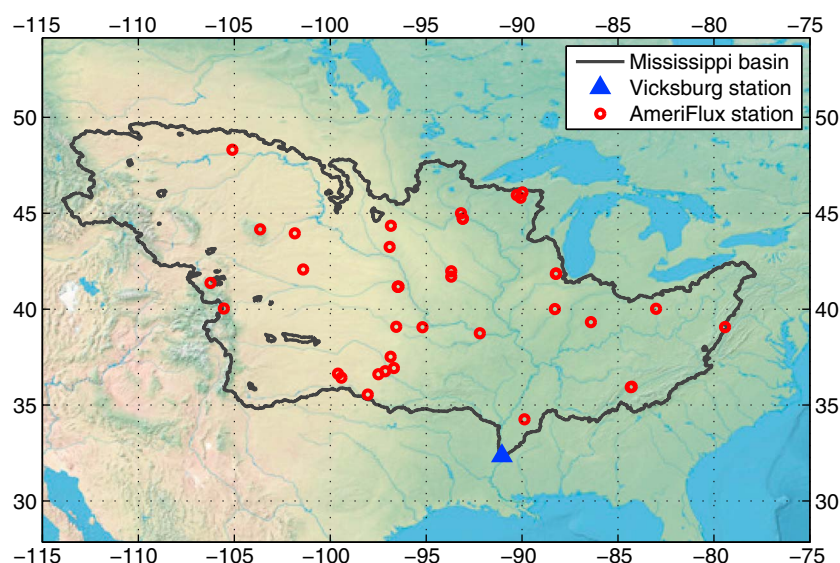 −115 −110 −105 −100 −95 −90 −85 −80 −75
Mississippi basin
Vicksburg station
AmeriFlux station
50 50
45 45
40 40
35 35
30 30
−115 −110 −105 −100 −95 −90 −85 −80 −75